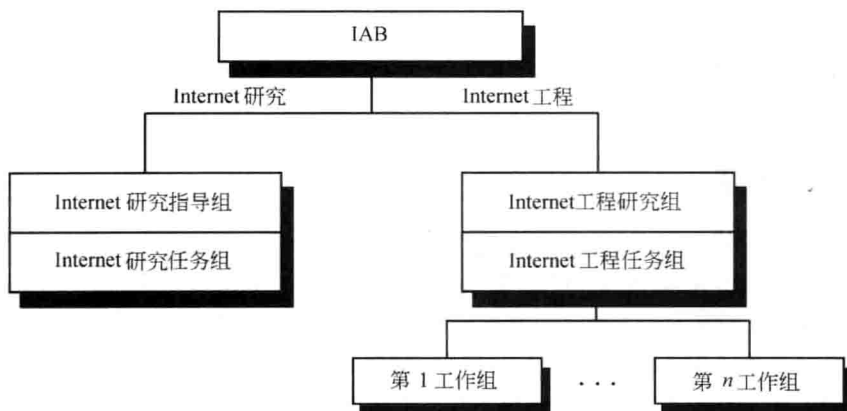 IAB
Internet 研究
Internet 工程
Internet 研究指导组
Internet 研究任务组
Internet工程研究组
Internet 工程任务组
第 1 工作组
· · ·
第 n 工作组